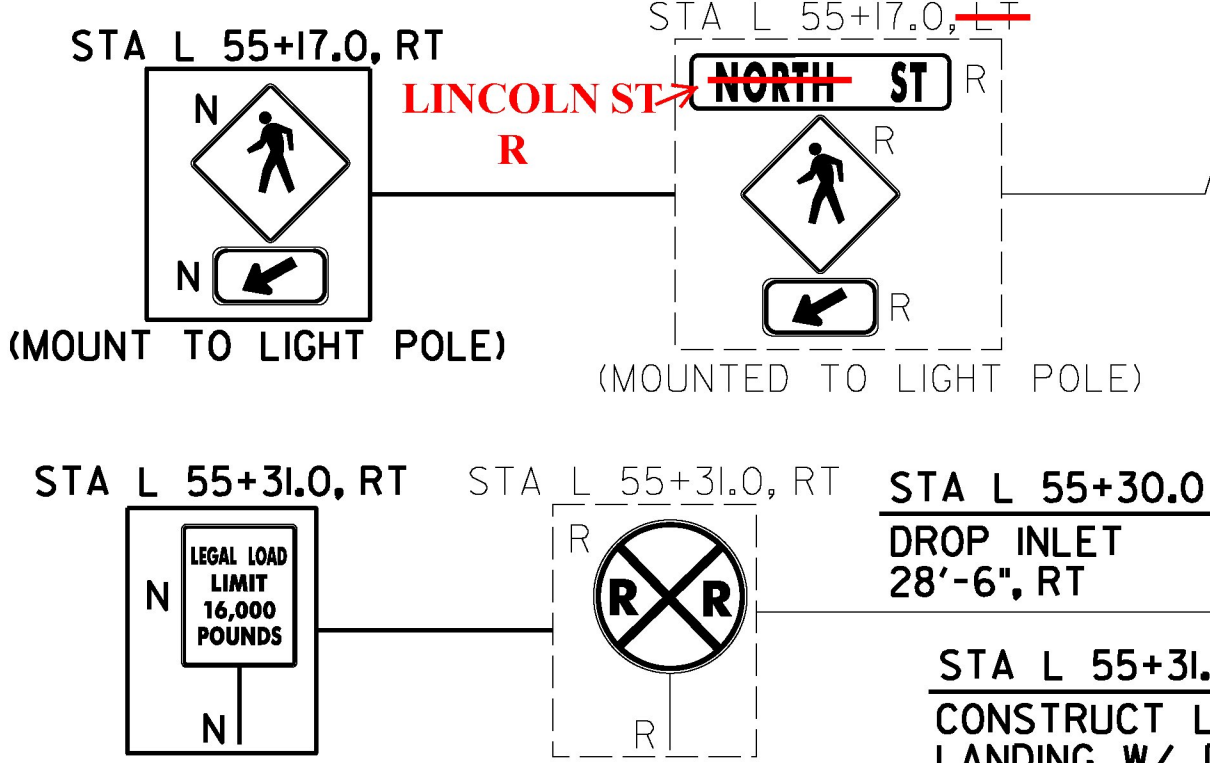 STA L 55+17.0, RT
N
N
(MOUNT TO LIGHT POLE)
STA L 55+17.0, LT
NORTH ST R
LINCOLN ST
R
R
R
(MOUNTED TO LIGHT POLE)
STA L 55+31.0, RT
N
LEGAL LOAD
LIMIT
16,000
POUNDS
N
STA L 55+31.0, RT
R
R R
R
STA L 55+30.0
DROP INLET
28'-6", RT
STA L 55+31.
CONSTRUCT L
LANDING W/